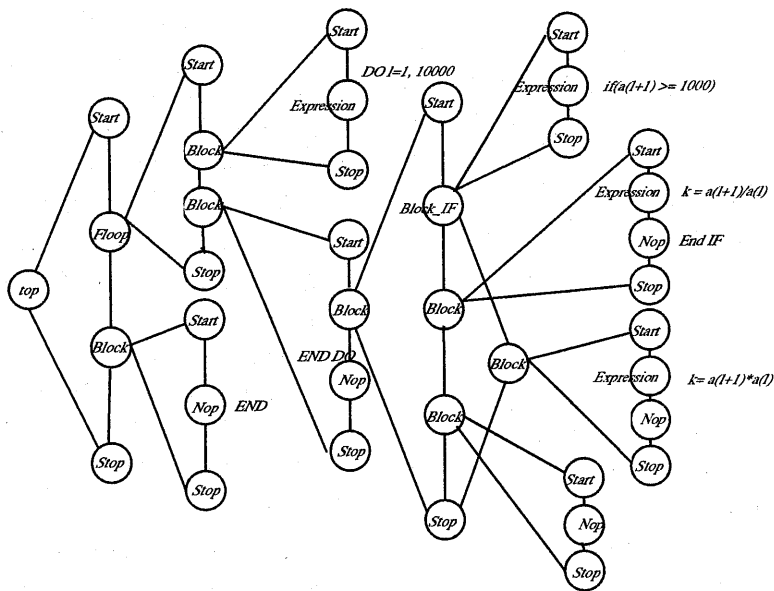 Start
Start
Start
DO l=1, 10000
Expression
if(a(l+1) >= 1000)
Start
Expression
Stop
Start
Block
Stop
Start
Block
Block_IF
Expression
k = a(l+1)/a(l)
Floop
Start
Nop
End IF
Stop
top
Stop
Block
Block
Start
Start
Block
END DO
Block
Nop
Expression
k= a(l+1)*a(l)
Nop
END
Block
Nop
Stop
Stop
Stop
Stop
Start
Stop
Nop
Stop